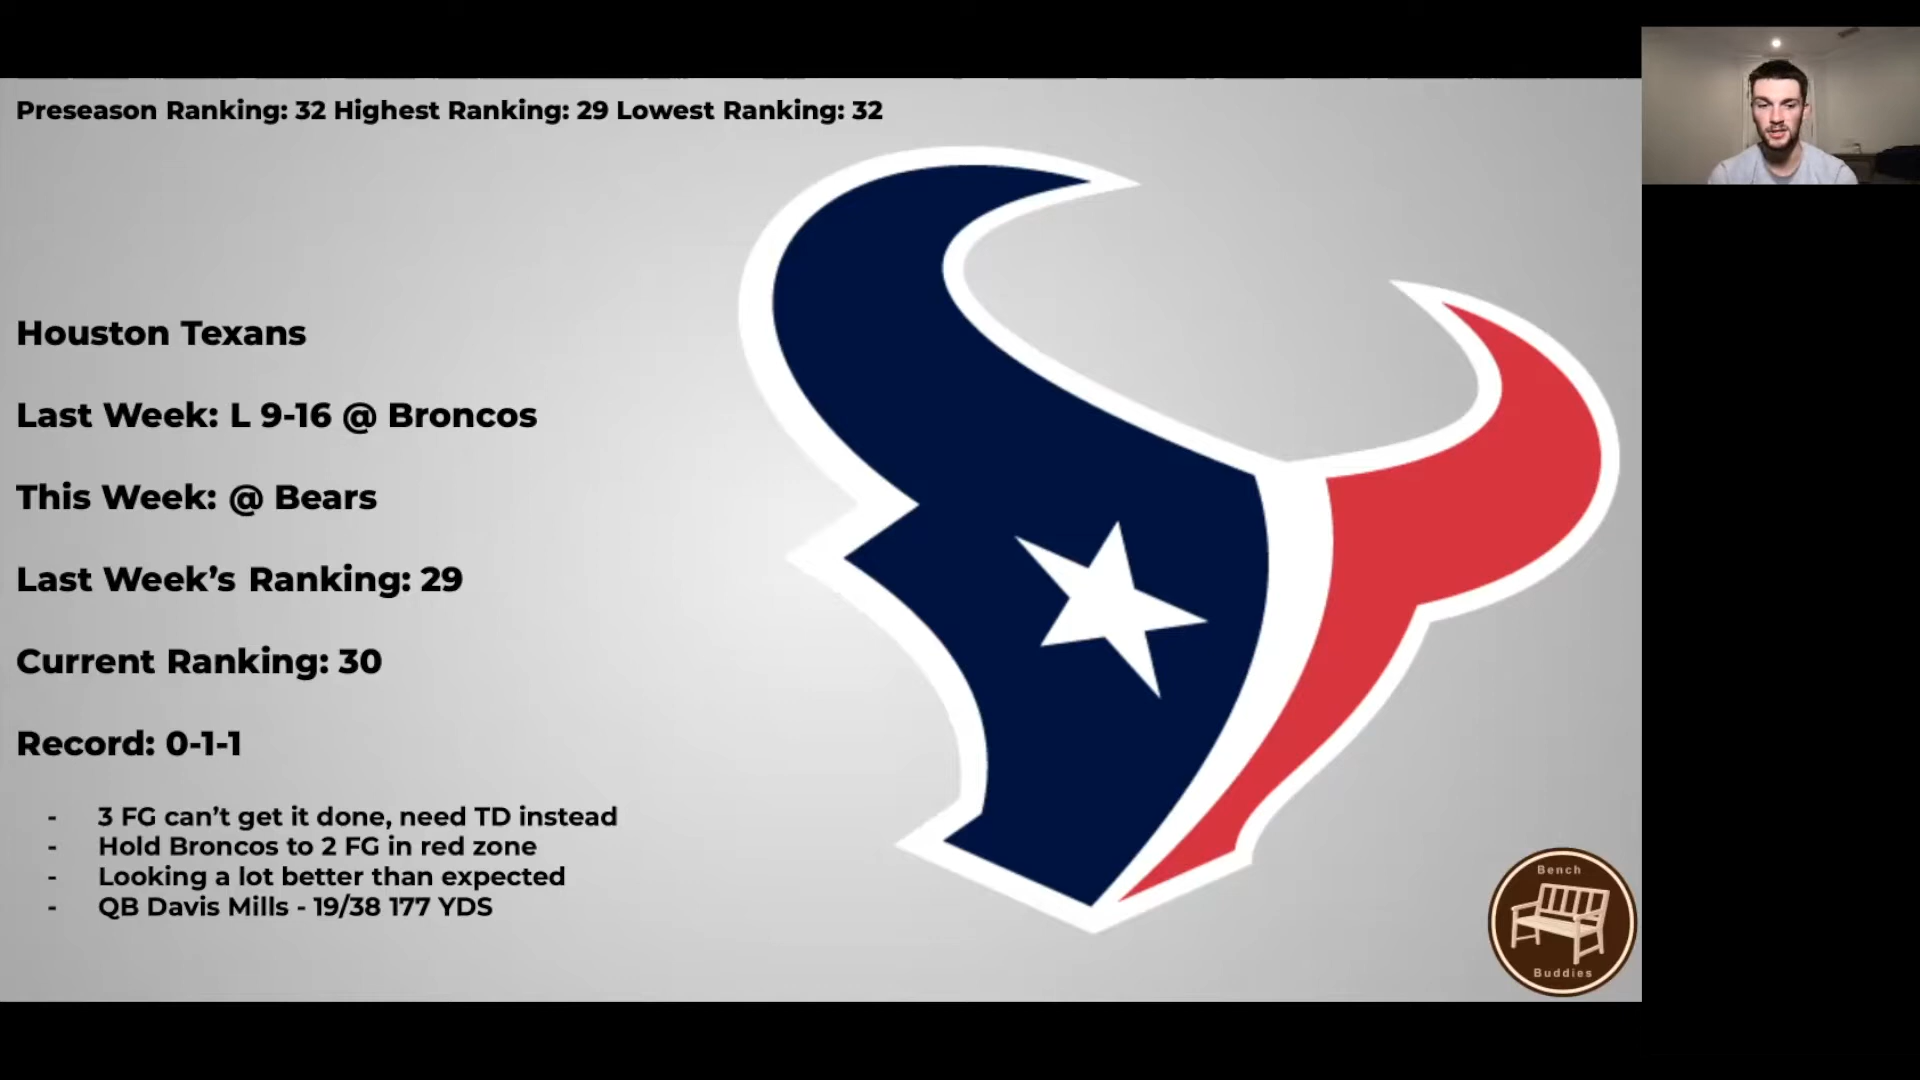 Preseason Ranking: 32 Highest Ranking: 29 Lowest Ranking: 32
Houston Texans
Last Week: L 9-16 @ Broncos
This Week: @ Bears
Last Week’s Ranking: 29
Current Ranking: 30
Record: 0-1-1
- 3 FG can’t get it done, need TD instead
- Hold Broncos to 2 FG in red zone
- Looking a lot better than expected
- QB Davis Mills - 19/38 177 YDS
Bench
Buddies